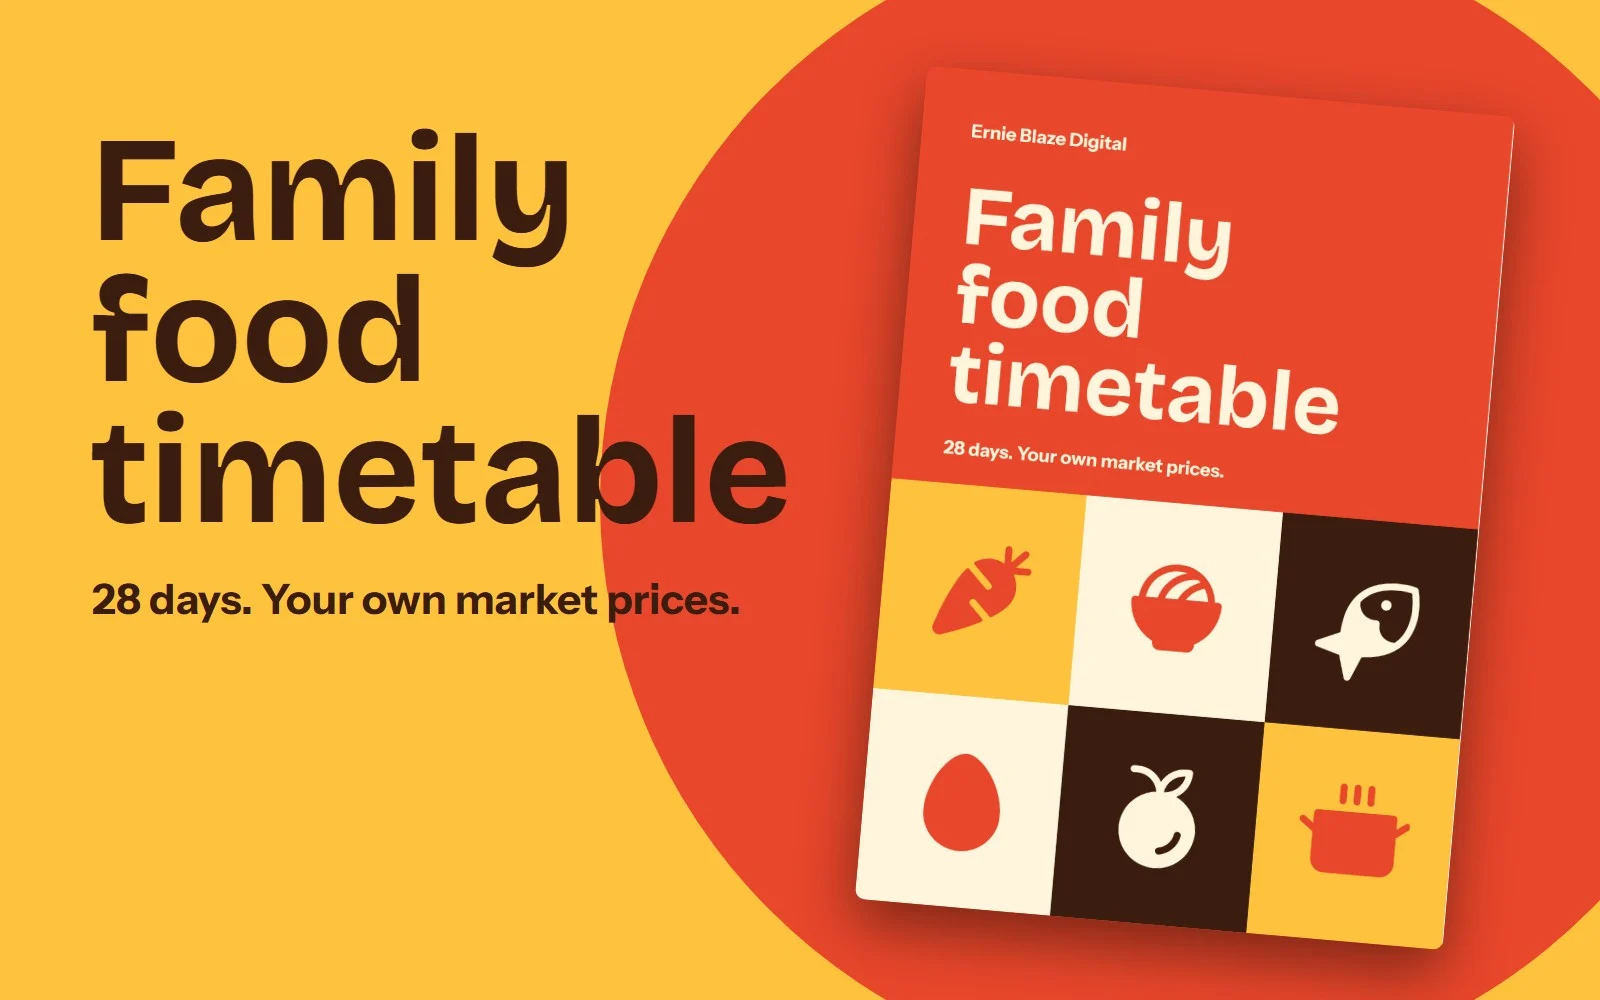 Family
food
timetable
28 days. Your own market prices.
Ernie Blaze Digital
Family
food
timetable
28 days. Your own market prices.